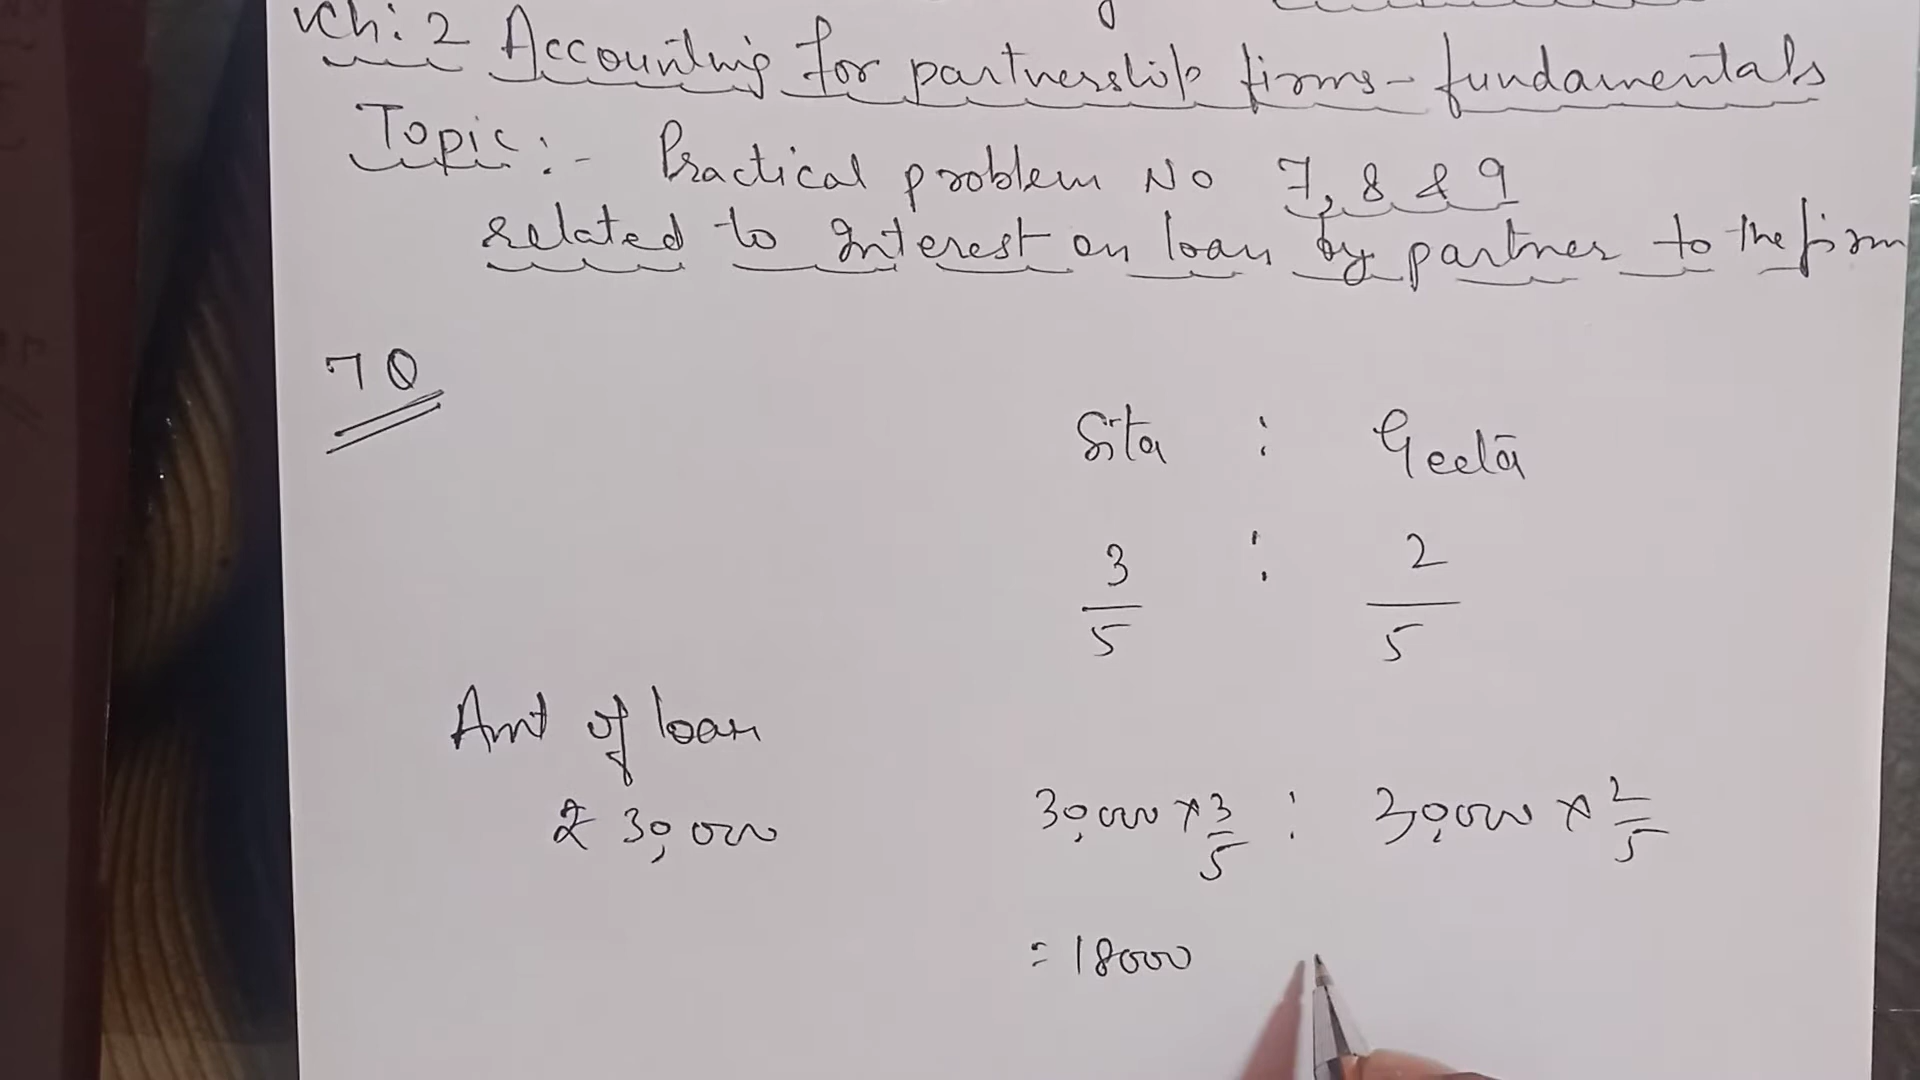 Ch: 2 Accounting for partnership firms - fundamentals
Topic :- Practical problem No 7, 8 & 9
related to Interest on loan by partner to the firm
7 Q
Sita : Geeta
3/5 : 2/5
Amt of loan
₹ 30,000
30,000 × 3/5 : 30,000 × 2/5
= 18000